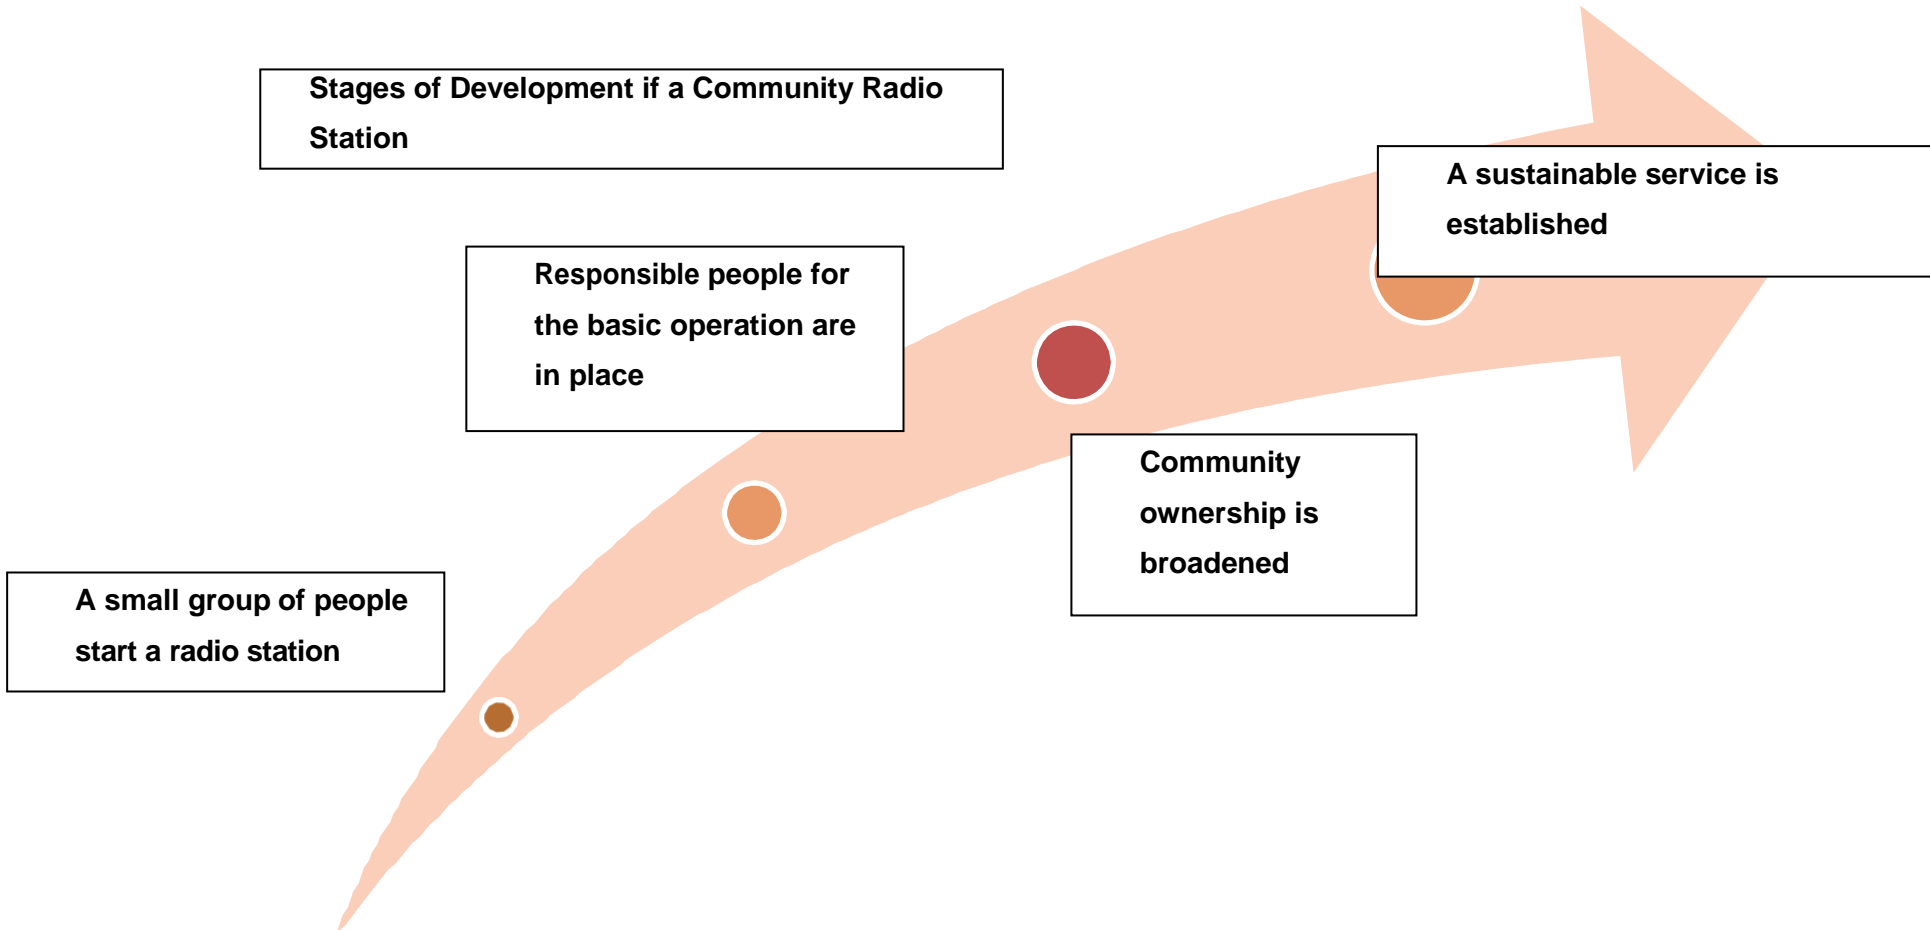 Stages of Development if a Community Radio
Station
A sustainable service is
established
Responsible people for
the basic operation are
in place
Community
ownership is
broadened
A small group of people
start a radio station